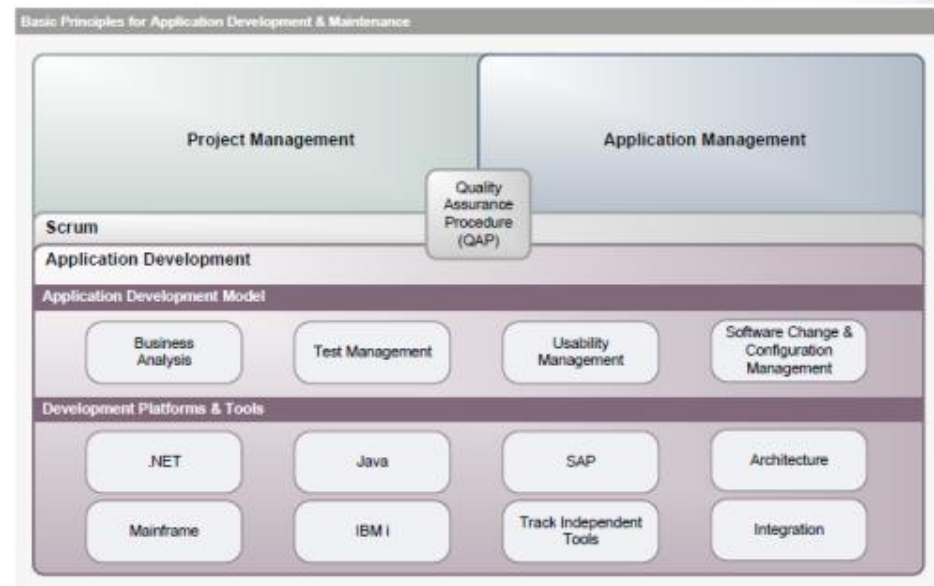 Basic Principles for Application Development & Maintenance
Project Management
Application Management
Quality
Assurance
Procedure
(QAP)
Scrum
Application Development
Application Development Model
Business
Analysis
Test Management
Usability
Management
Software Change &
Configuration
Management
Development Platforms & Tools
.NET
Java
SAP
Architecture
Mainframe
IBM i
Track Independent
Tools
Integration